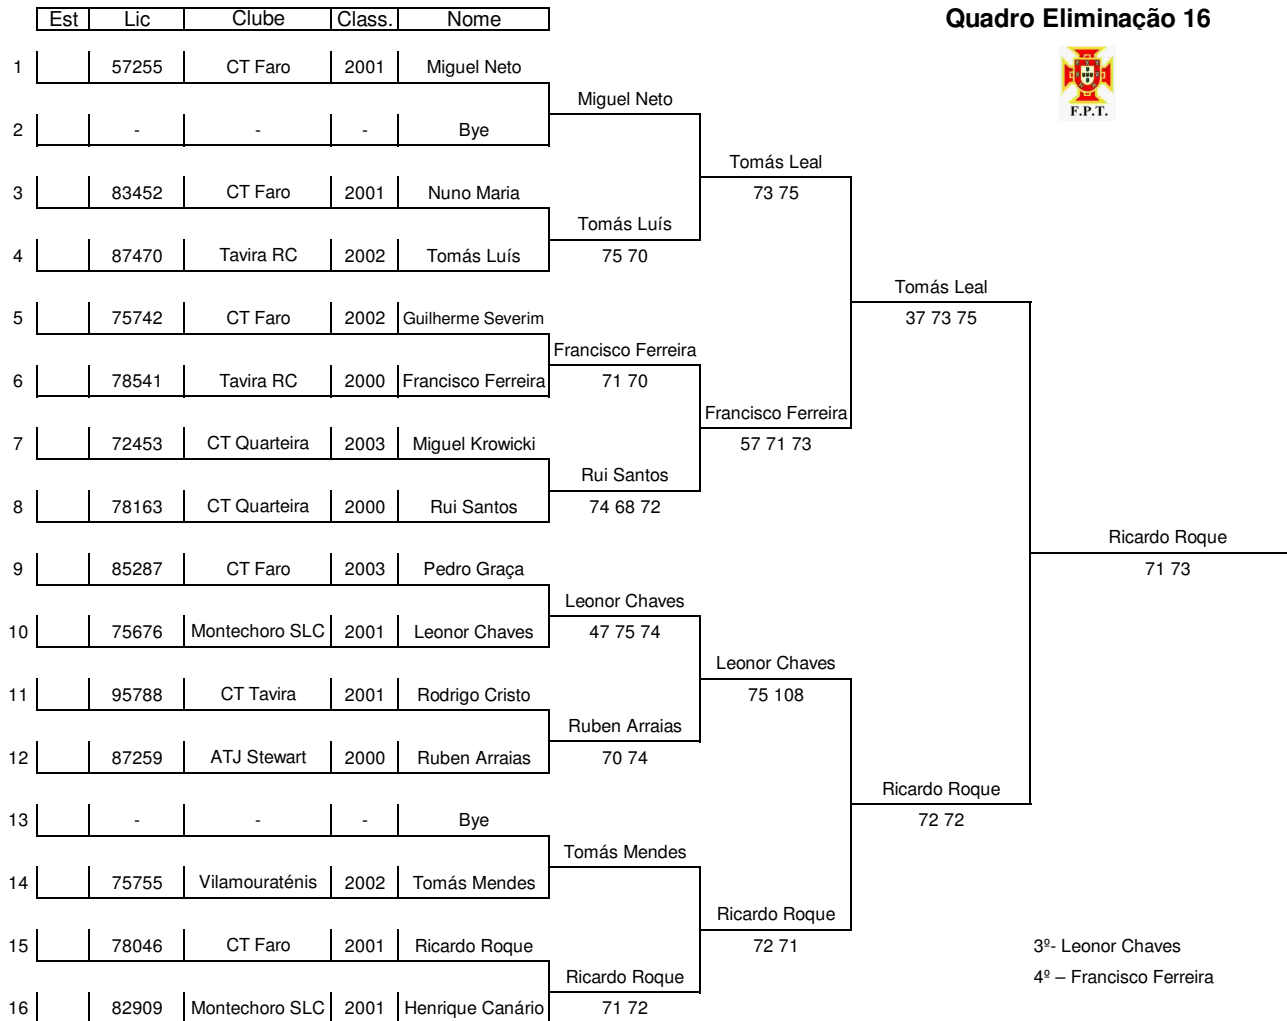 Est Lic Clube Class. Nome
Quadro Eliminação 16
F.P.T.
1 57255 CT Faro 2001 Miguel Neto
Miguel Neto
2 - - - Bye
Tomás Leal
3 83452 CT Faro 2001 Nuno Maria
73 75
Tomás Luís
4 87470 Tavira RC 2002 Tomás Luís
75 70
Tomás Leal
5 75742 CT Faro 2002 Guilherme Severim
37 73 75
Francisco Ferreira
6 78541 Tavira RC 2000 Francisco Ferreira
71 70
Francisco Ferreira
7 72453 CT Quarteira 2003 Miguel Krowicki
57 71 73
Rui Santos
8 78163 CT Quarteira 2000 Rui Santos
74 68 72
Ricardo Roque
9 85287 CT Faro 2003 Pedro Graça
71 73
Leonor Chaves
10 75676 Montechoro SLC 2001 Leonor Chaves
47 75 74
Leonor Chaves
11 95788 CT Tavira 2001 Rodrigo Cristo
75 108
Ruben Arraias
12 87259 ATJ Stewart 2000 Ruben Arraias
70 74
Ricardo Roque
13 - - - Bye
72 72
Tomás Mendes
14 75755 Vilamouraténis 2002 Tomás Mendes
Ricardo Roque
15 78046 CT Faro 2001 Ricardo Roque
72 71
3º- Leonor Chaves
Ricardo Roque
4º – Francisco Ferreira
16 82909 Montechoro SLC 2001 Henrique Canário
71 72